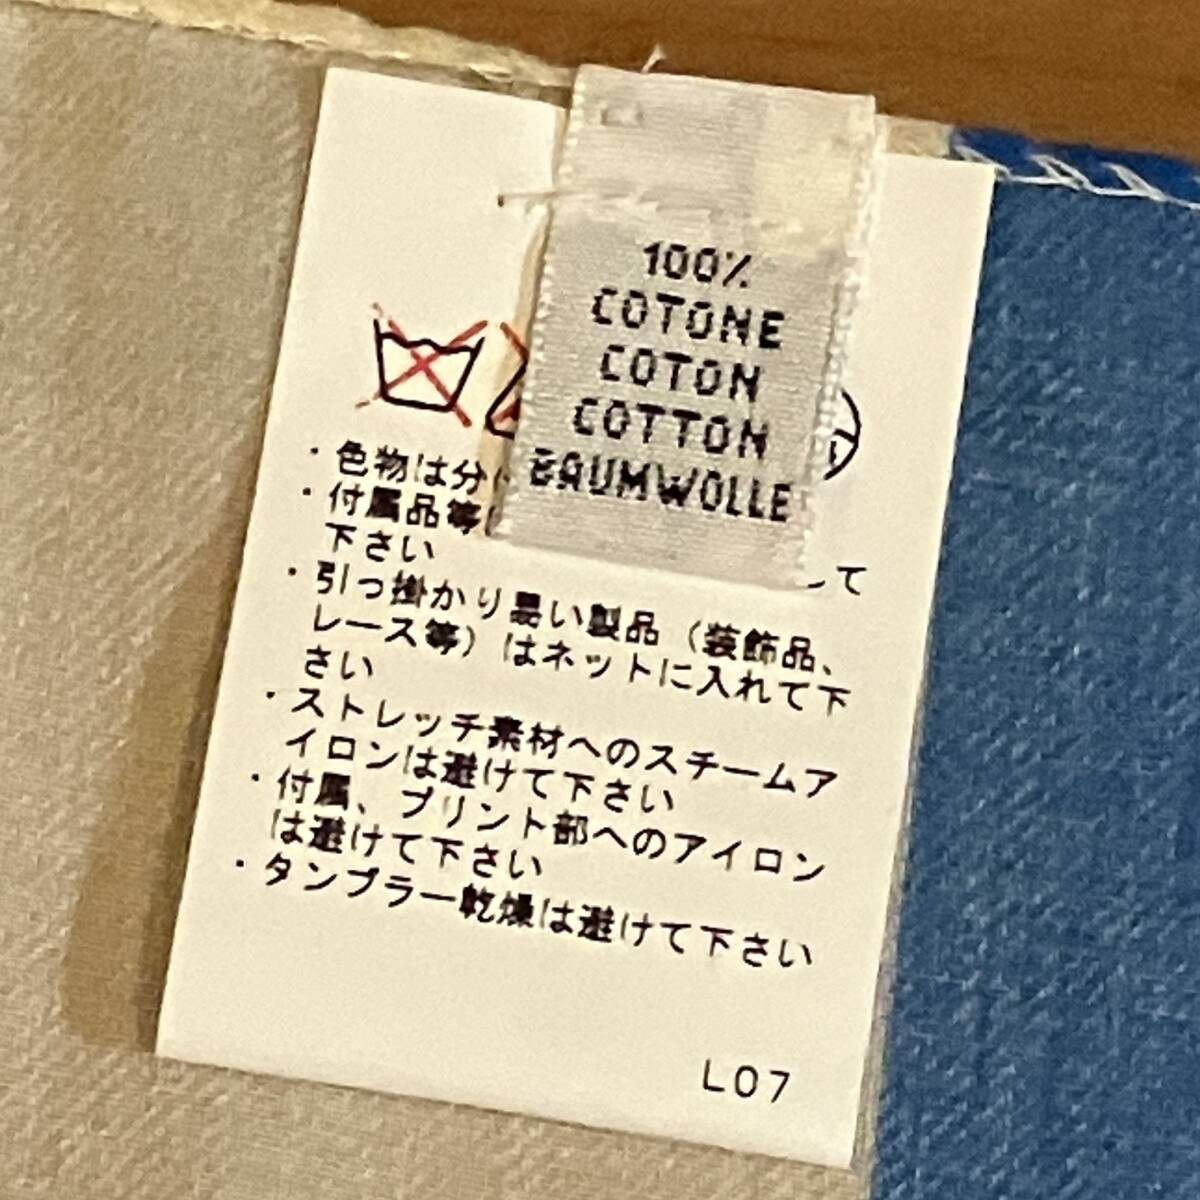 100%
COTONE
COTON
COTTON
BAUMWOLLE
・色物は分
・付属品等
して
下さい
・引っ掛かり易い製品（装飾品、
レース等）はネットに入れて下
さい
・ストレッチ素材へのスチームア
イロンは避けて下さい
・付属、プリント部へのアイロン
は避けて下さい
・タンブラー乾燥は避けて下さい
L07